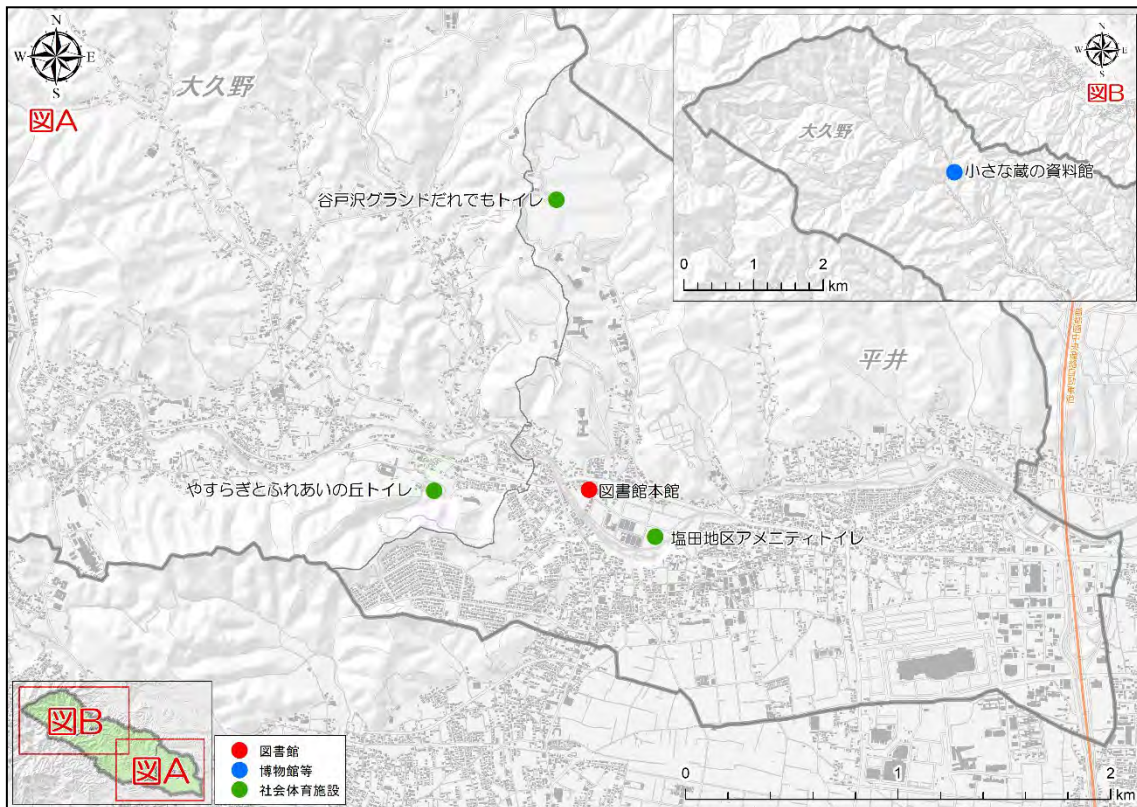 N
W
E
S
図A
大久野
谷戸沢グランドだれでもトイレ
N
W
E
S
図B
大久野
小さな蔵の資料館
0
1
2
km
平井
やすらぎとふれあいの丘トイレ
図書館本館
塩田地区アメニティトイレ
図B
図A
図書館
博物館等
社会体育施設
0
1
2
km